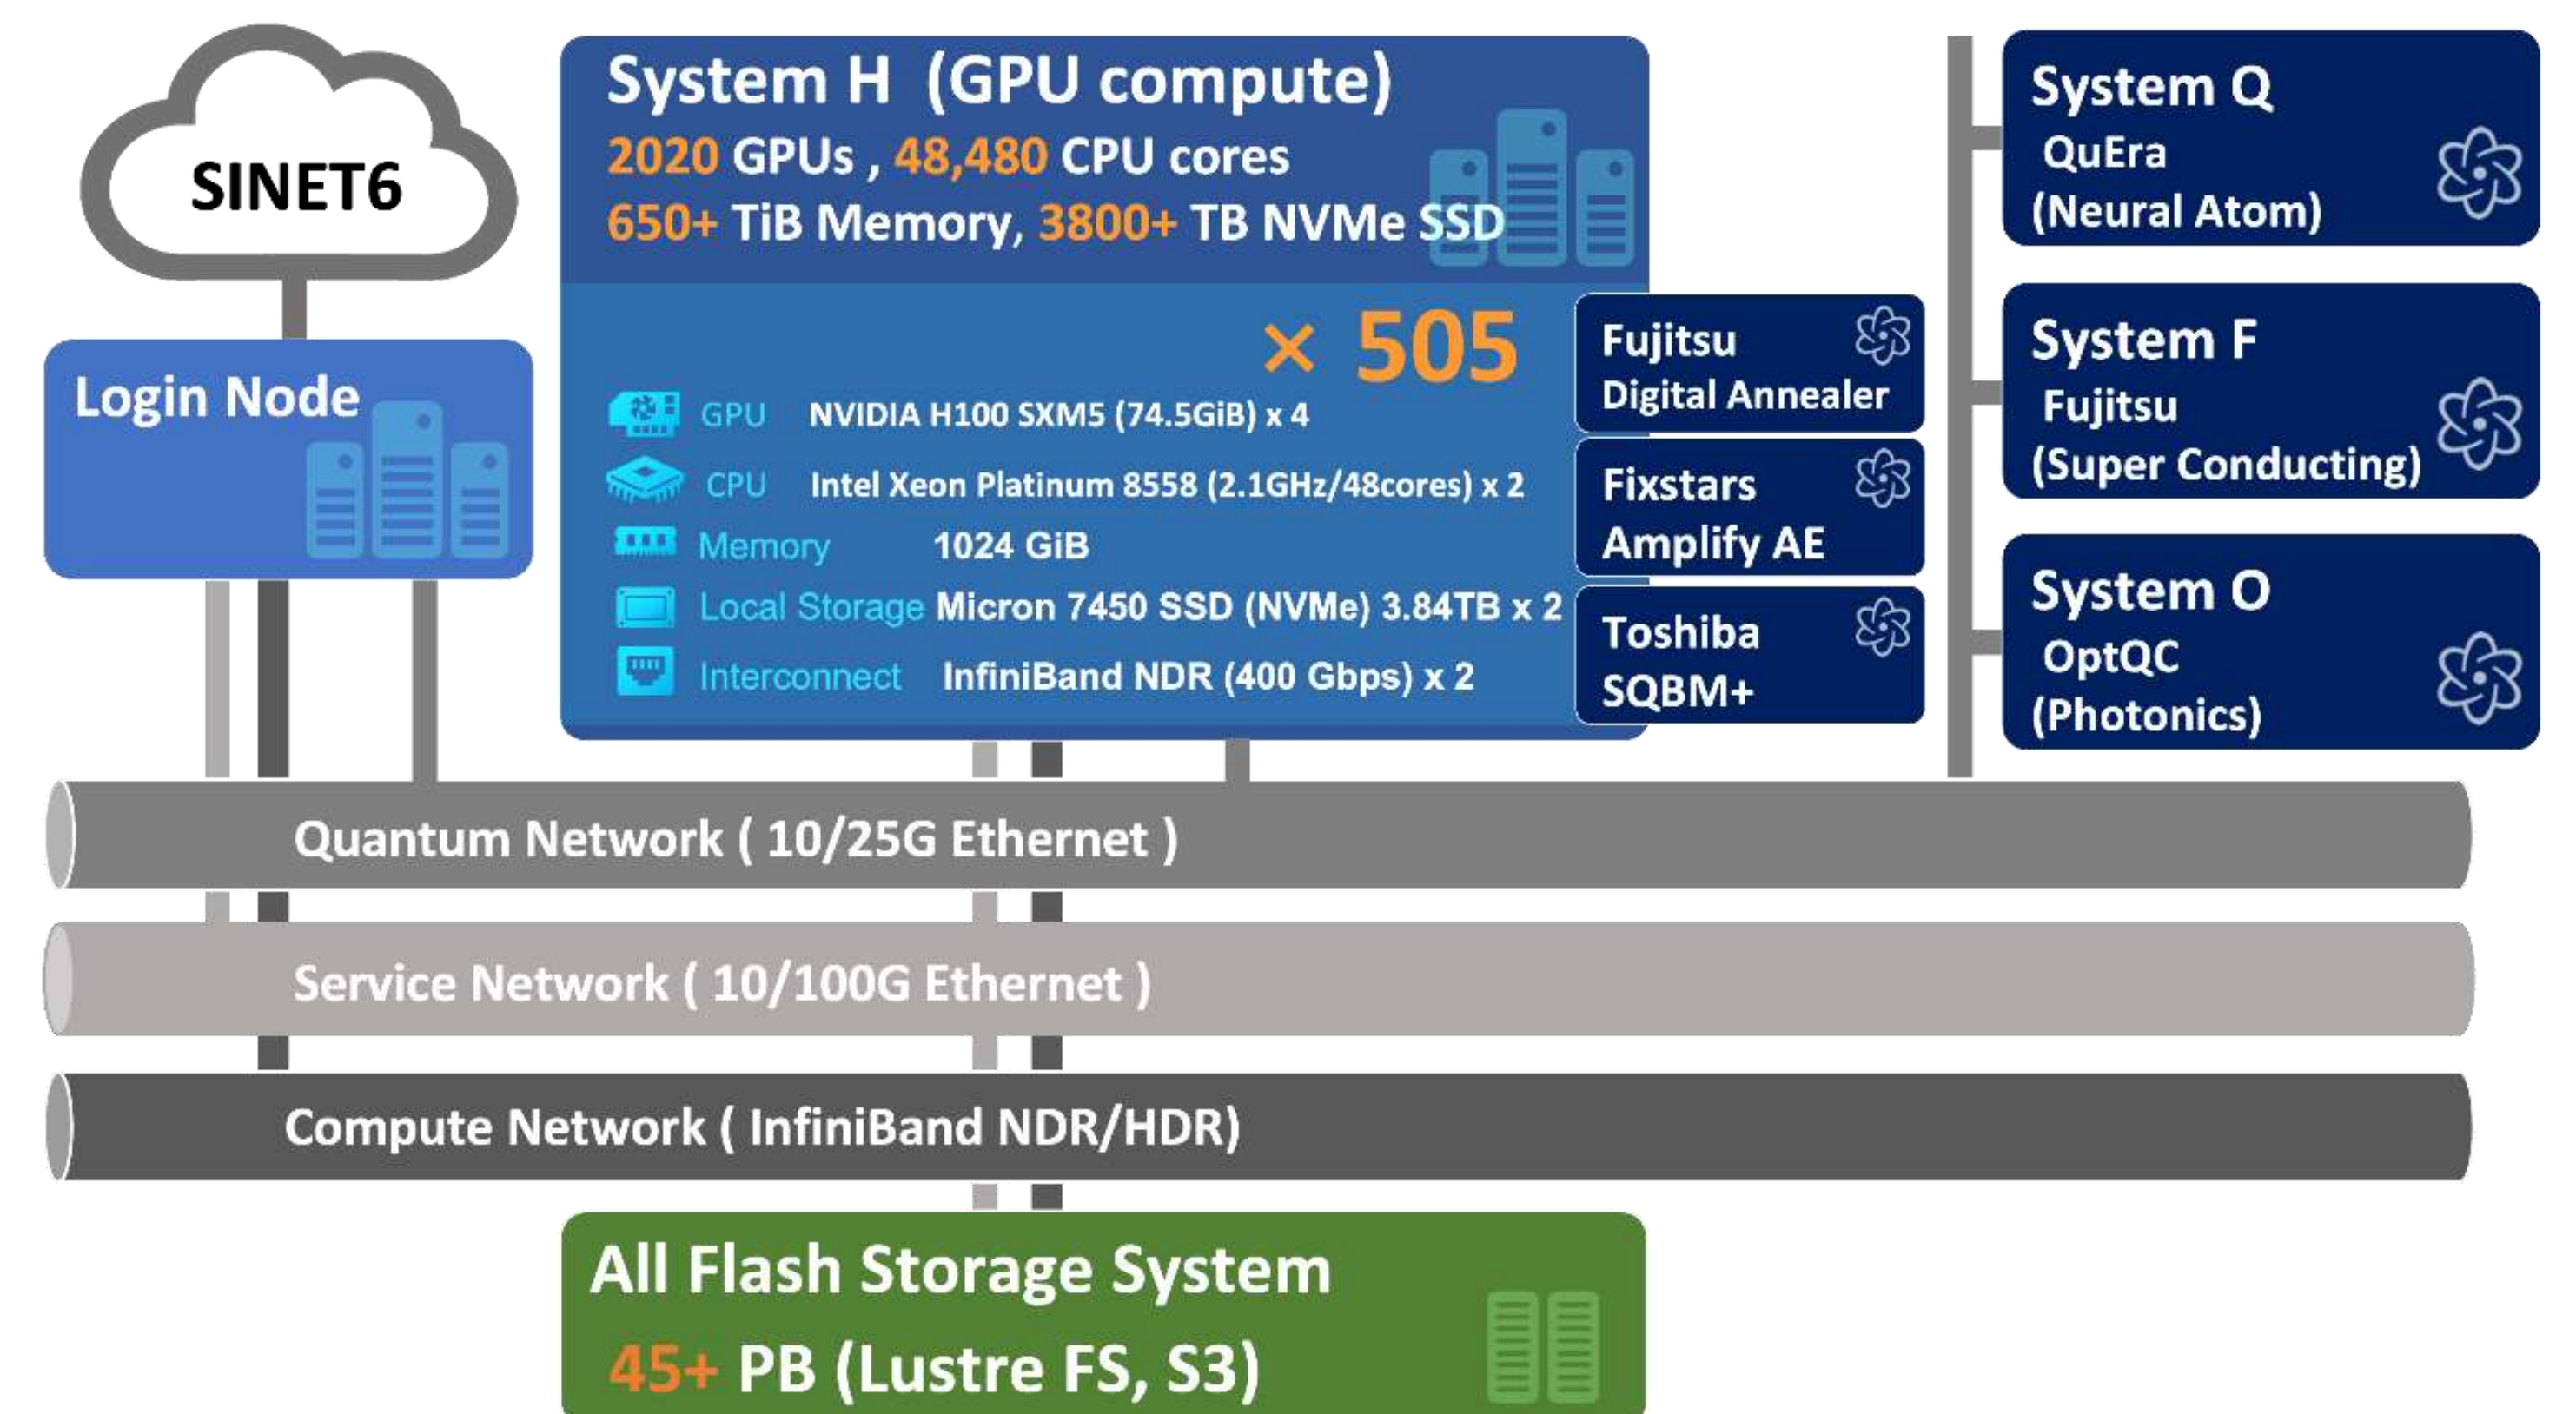 SINET6
Login Node
System H (GPU compute)
2020 GPUs , 48,480 CPU cores
650+ TiB Memory, 3800+ TB NVMe SSD
× 505
GPU NVIDIA H100 SXM5 (74.5GiB) x 4
CPU Intel Xeon Platinum 8558 (2.1GHz/48cores) x 2
Memory 1024 GiB
Local Storage Micron 7450 SSD (NVMe) 3.84TB x 2
Interconnect InfiniBand NDR (400 Gbps) x 2
Fujitsu
Digital Annealer
Fixstars
Amplify AE
Toshiba
SQBM+
System Q
QuEra
(Neural Atom)
System F
Fujitsu
(Super Conducting)
System O
OptQC
(Photonics)
Quantum Network ( 10/25G Ethernet )
Service Network ( 10/100G Ethernet )
Compute Network ( InfiniBand NDR/HDR)
All Flash Storage System
45+ PB (Lustre FS, S3)